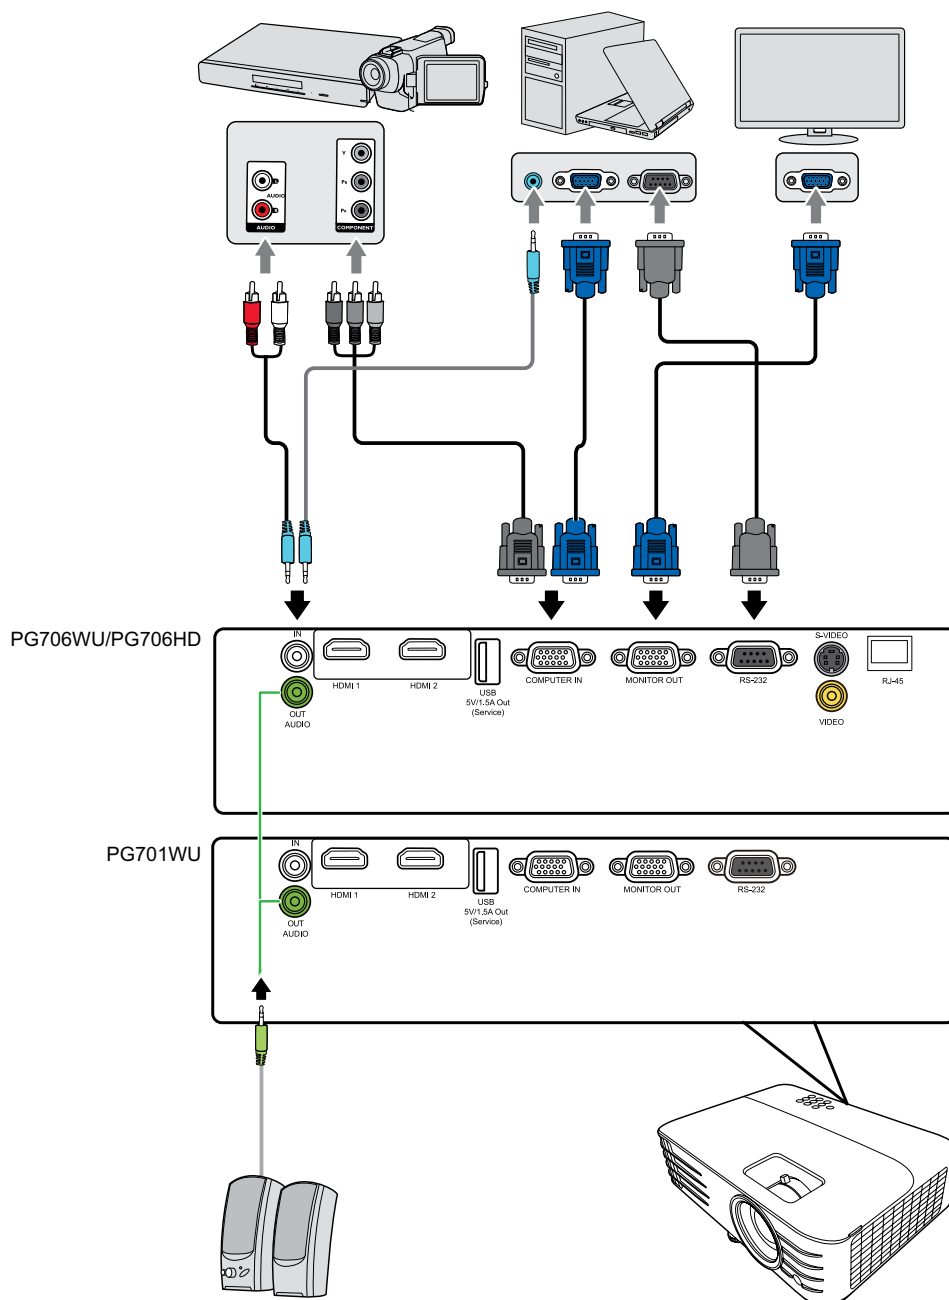 Y
PB
PR
AUDIO
AUDIO
COMPONENT
PG706WU/PG706HD
IN
OUT
AUDIO
HDMI 1
HDMI 2
USB
5V/1.5A Out
(Service)
COMPUTER IN
MONITOR OUT
RS-232
S-VIDEO
VIDEO
RJ-45
PG701WU
IN
OUT
AUDIO
HDMI 1
HDMI 2
USB
5V/1.5A Out
(Service)
COMPUTER IN
MONITOR OUT
RS-232